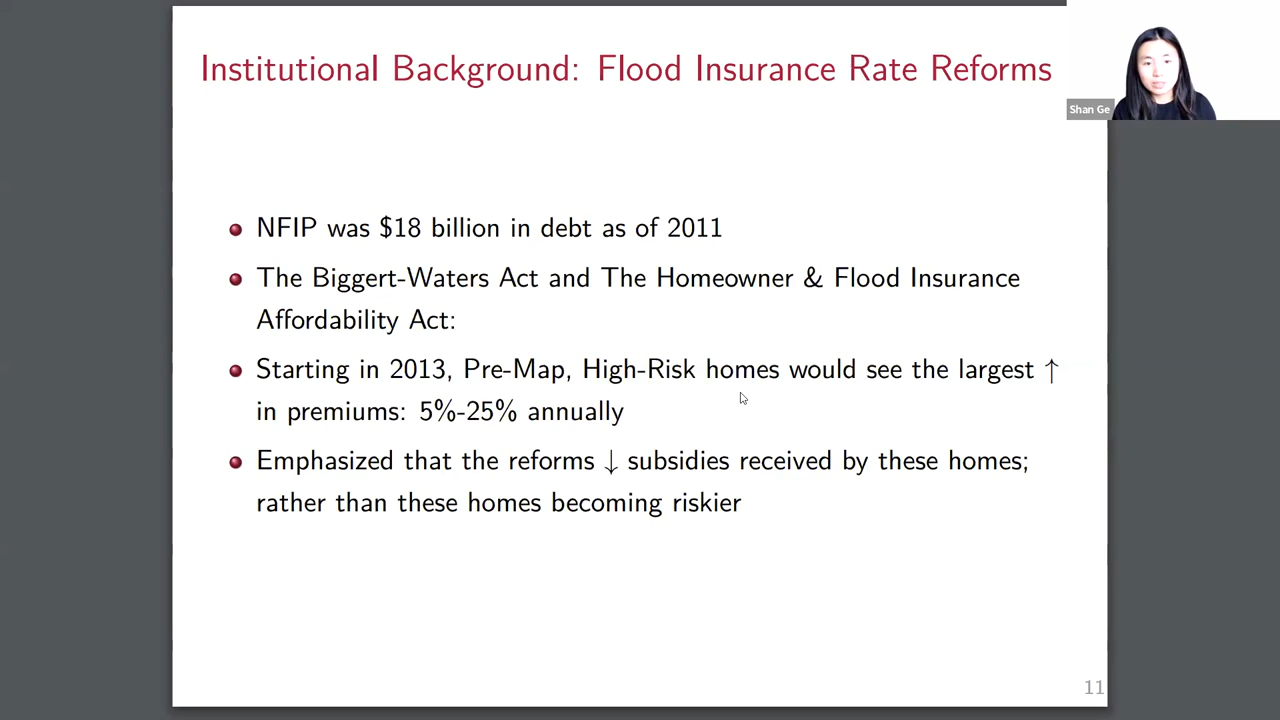 Institutional Background: Flood Insurance Rate Reforms
Shan Ge
NFIP was $18 billion in debt as of 2011
The Biggert-Waters Act and The Homeowner & Flood Insurance
Affordability Act:
Starting in 2013, Pre-Map, High-Risk homes would see the largest ↑
in premiums: 5%-25% annually
Emphasized that the reforms ↓ subsidies received by these homes;
rather than these homes becoming riskier
11